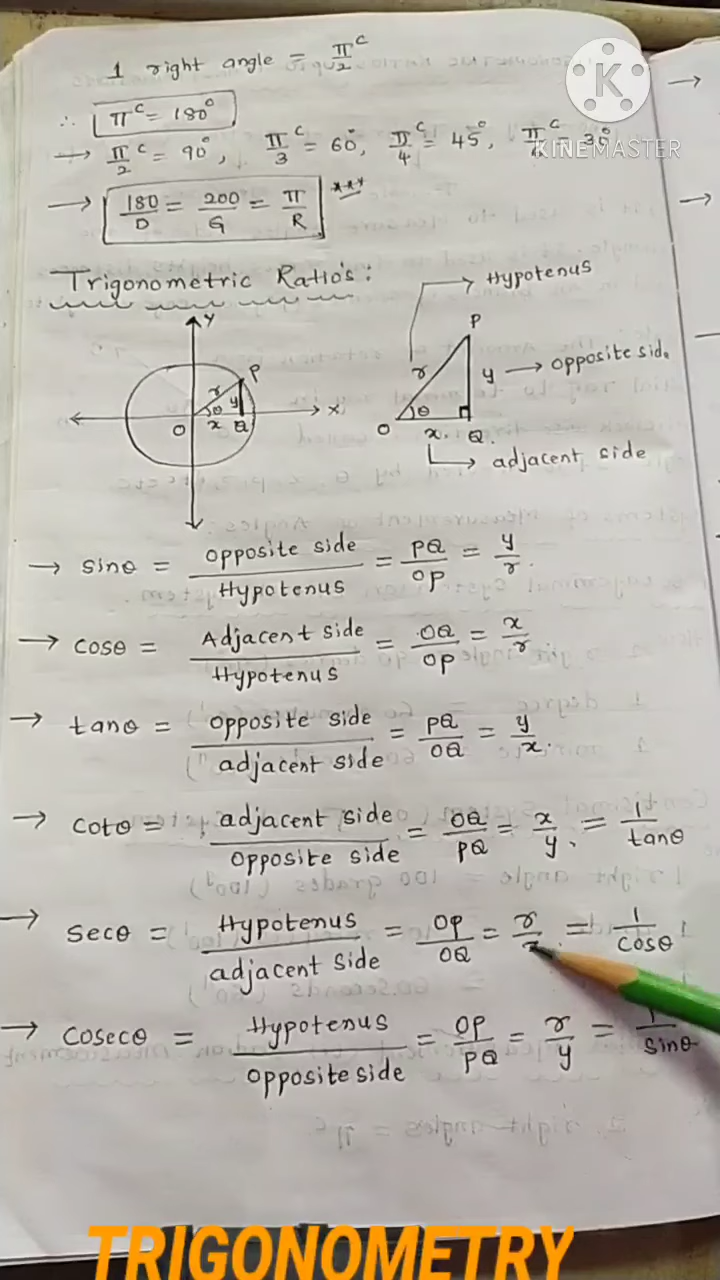 1 right angle = π/2 ᶜ
∴ πᶜ = 180°
→ π/2 ᶜ = 90°, π/3 ᶜ = 60°, π/4 ᶜ = 45°, π/6 ᶜ = 30°
K
KINEMASTER
→ 180/D = 200/G = π/R ***
Trigonometric Ratio's:
Y
P
r
y
θ
O
x
Q
X
→ Hypotenus
P
r
y → opposite side
θ
O
x.
Q.
→ adjacent side
→ sinθ = opposite side/Hypotenus = PQ/OP = y/r.
→ cosθ = Adjacent side/Hypotenus = OQ/OP = x/r.
→ tanθ = opposite side/adjacent side = PQ/OQ = y/x.
→ cotθ = adjacent side/opposite side = OQ/PQ = x/y. = 1/tanθ
→ secθ = Hypotenus/adjacent side = OP/OQ = r/ = 1/cosθ
→ cosecθ = Hypotenus/opposite side = OP/PQ = r/y = 1/sinθ
TRIGONOMETRY